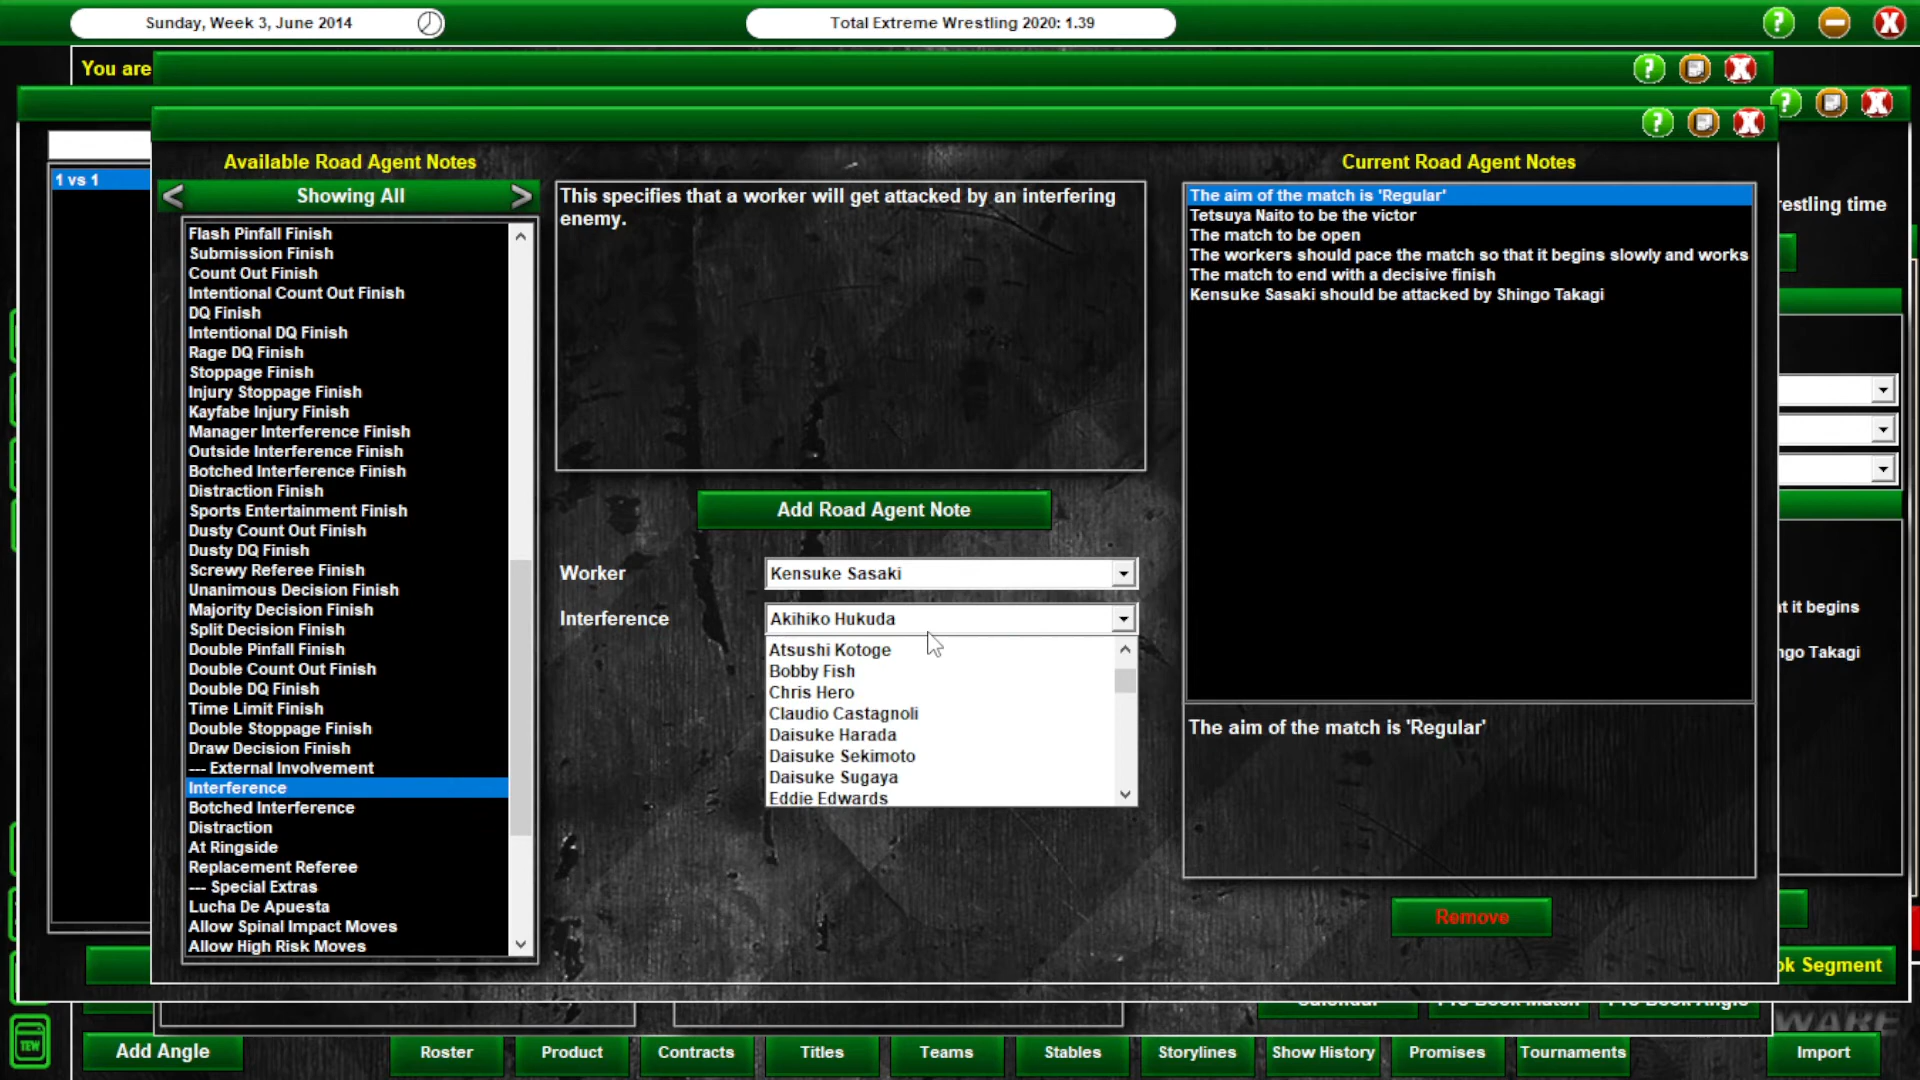 Sunday, Week 3, June 2014
Total Extreme Wrestling 2020: 1.39
You are
Available Road Agent Notes
Showing All
Flash Pinfall Finish
Submission Finish
Count Out Finish
Intentional Count Out Finish
DQ Finish
Intentional DQ Finish
Rage DQ Finish
Stoppage Finish
Injury Stoppage Finish
Kayfabe Injury Finish
Manager Interference Finish
Outside Interference Finish
Botched Interference Finish
Distraction Finish
Sports Entertainment Finish
Dusty Count Out Finish
Dusty DQ Finish
Screwy Referee Finish
Unanimous Decision Finish
Majority Decision Finish
Split Decision Finish
Double Pinfall Finish
Double Count Out Finish
Double DQ Finish
Time Limit Finish
Double Stoppage Finish
Draw Decision Finish
--- External Involvement
Interference
Botched Interference
Distraction
At Ringside
Replacement Referee
--- Special Extras
Lucha De Apuesta
Allow Spinal Impact Moves
Allow High Risk Moves
1 vs 1
This specifies that a worker will get attacked by an interfering
enemy.
Add Road Agent Note
Worker
Kensuke Sasaki
Interference
Akihiko Hukuda
Atsushi Kotoge
Bobby Fish
Chris Hero
Claudio Castagnoli
Daisuke Harada
Daisuke Sekimoto
Daisuke Sugaya
Eddie Edwards
Current Road Agent Notes
The aim of the match is 'Regular'
Tetsuya Naito to be the victor
The match to be open
The workers should pace the match so that it begins slowly and works
The match to end with a decisive finish
Kensuke Sasaki should be attacked by Shingo Takagi
The aim of the match is 'Regular'
Remove
estling time
t it begins
ngo Takagi
ok Segment
Calendar
Pre Book Match
Pre Book Angle
WARE
TEW
Add Angle
Roster
Product
Contracts
Titles
Teams
Stables
Storylines
Show History
Promises
Tournaments
Import